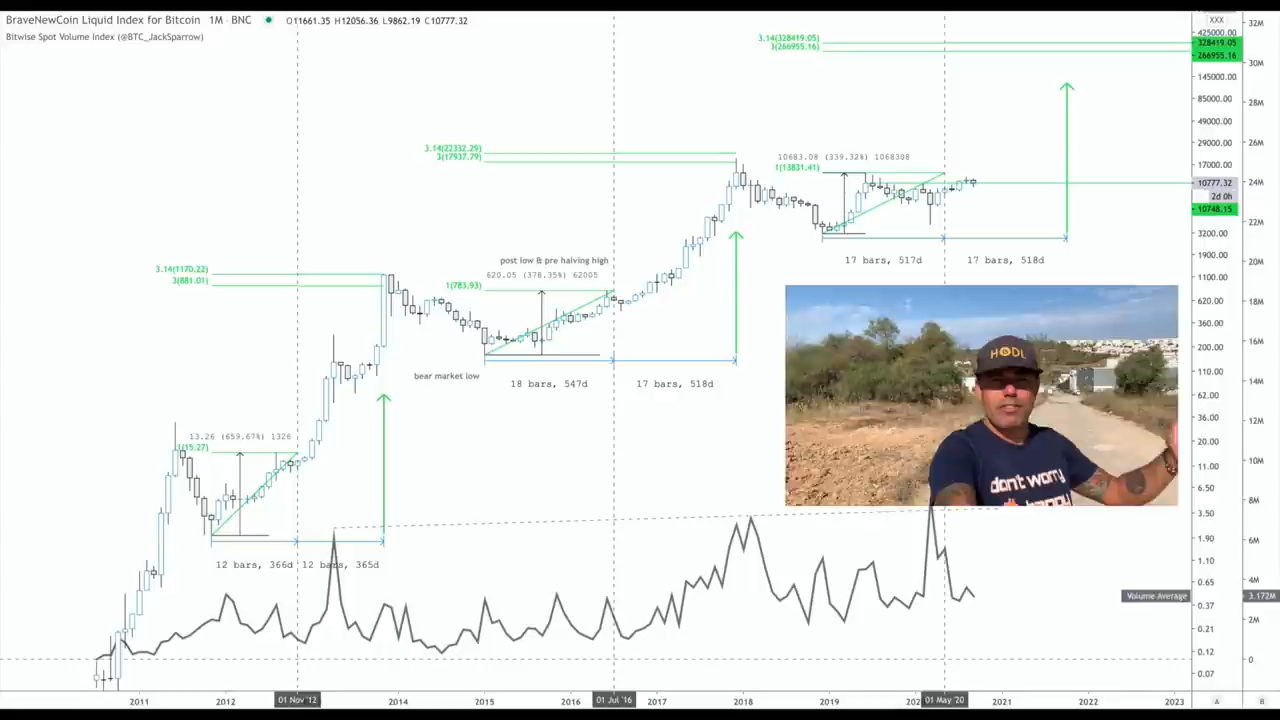 BraveNewCoin Liquid Index for Bitcoin 1M BNC O11661.35 H12056.36 L9862.19 C10777.32
Bitwise Spot Volume Index (@BTC_JackSparrow)
XXX
32M
425000.00
3.14(328419.05)
328419.05
3(266955.16)
266955.16
30M
145000.00
85000.00
28M
49000.00
26M
29000.00
3.14(22332.29)
3(17937.79)
10683.08 (339.32%) 1068308
17000.00
1(13831.41)
10777.32
24M
2d 0h
10748.15
22M
3200.00
17 bars, 517d
17 bars, 518d
1900.00
20M
post low & pre halving high
3.14(1170.22)
620.05 (378.35%) 62005
1100.00
3(881.01)
1(783.93)
620.00
18M
360.00
200.00
16M
110.00
bear market low
18 bars, 547d
17 bars, 518d
14M
62.00
36.00
12M
13.26 (659.67%) 1326
20.00
1(15.27)
10M
11.00
6.50
8M
3.50
1.90
6M
12 bars, 366d
12 bars, 365d
1.10
0.65
4M
Volume Average
3.172M
0.37
2M
0.21
0.12
0
0.07
2011
2012
01 Nov '12
2014
2015
2016
01 Jul '16
2017
2018
2019
01 May '20
2021
2022
2023
A
B
HODL
don't worry